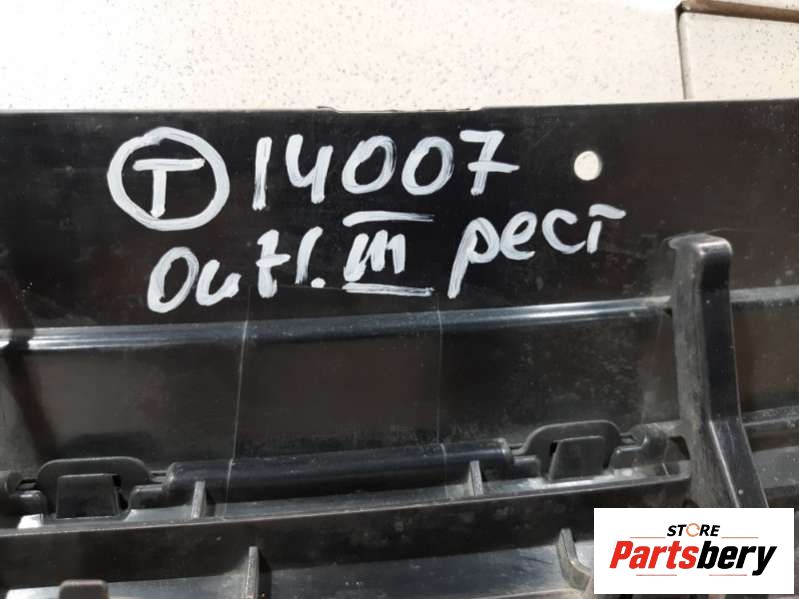 Ⓣ 14007
Outl. III рест
STORE
Partsbery